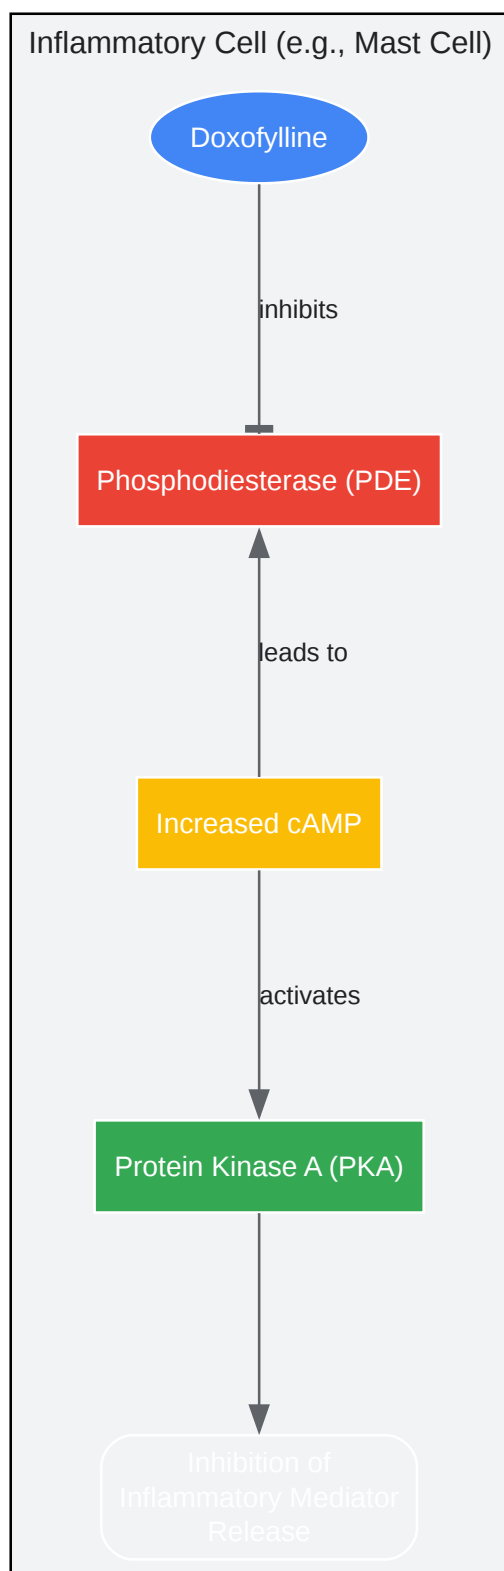 Inflammatory Cell (e.g., Mast Cell)
Doxofylline
inhibits
Phosphodiesterase (PDE)
leads to
Increased cAMP
activates
Protein Kinase A (PKA)
Inhibition of
Inflammatory Mediator
Release